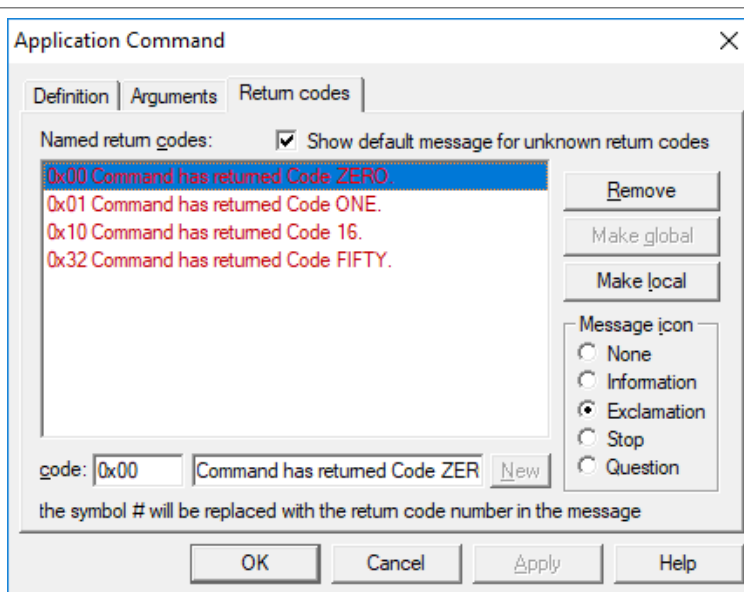 Application Command
Definition Arguments Return codes
Named return codes: Show default message for unknown return codes
0x00 Command has returned Code ZERO.
0x01 Command has returned Code ONE.
0x10 Command has returned Code 16.
0x32 Command has returned Code FIFTY.
Remove
Make global
Make local
Message icon
None
Information
Exclamation
Stop
Question
code: 0x00 Command has returned Code ZER New
the symbol # will be replaced with the return code number in the message
OK Cancel Apply Help